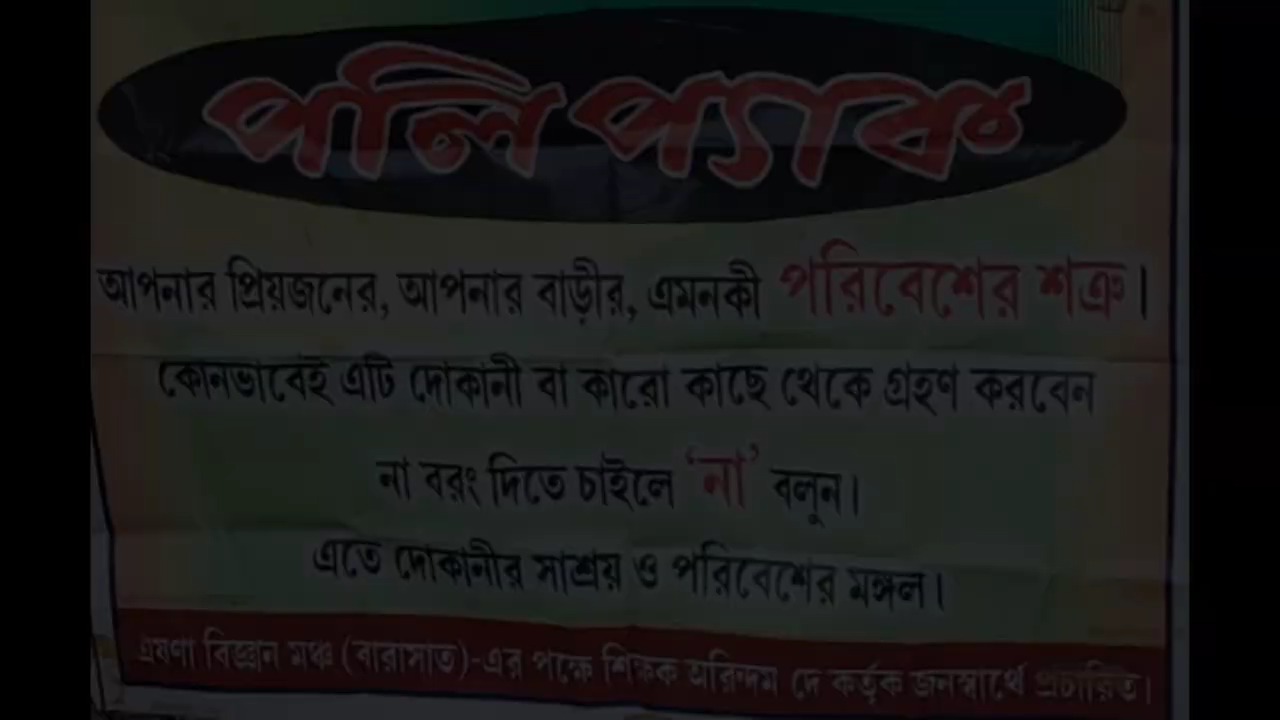 পলি প্যাক
আপনার প্রিয়জনের, আপনার বাড়ীর, এমনকী পরিবেশের শত্রু।
কোনভাবেই এটি দোকানী বা কারো কাছে থেকে গ্রহণ করবেন
না বরং দিতে চাইলে ‘না’ বলুন।
এতে দোকানীর সাশ্রয় ও পরিবেশের মঙ্গল।
এষণা বিজ্ঞান মঞ্চ (বারাসাত)-এর পক্ষে শিক্ষক অরিন্দম দে কর্তৃক জনস্বার্থে প্রচারিত।